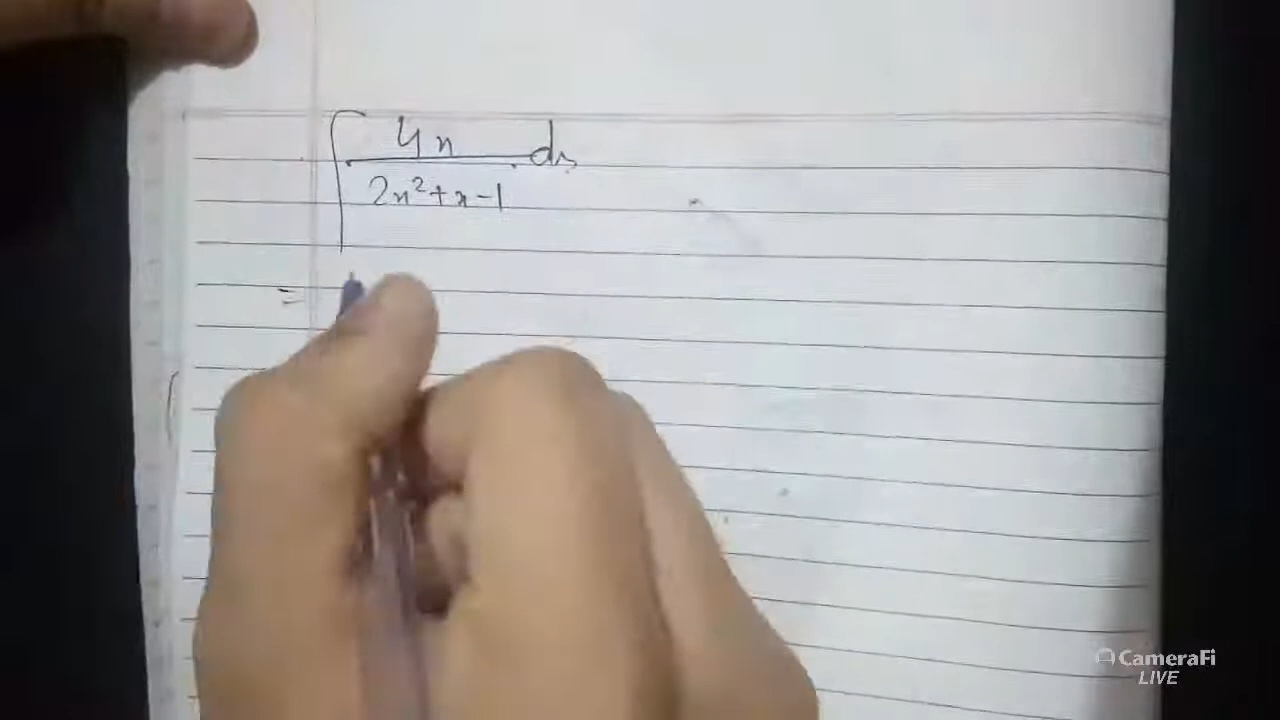 ∫ 4x
2x² + x - 1 dx
=
CameraFi
LIVE